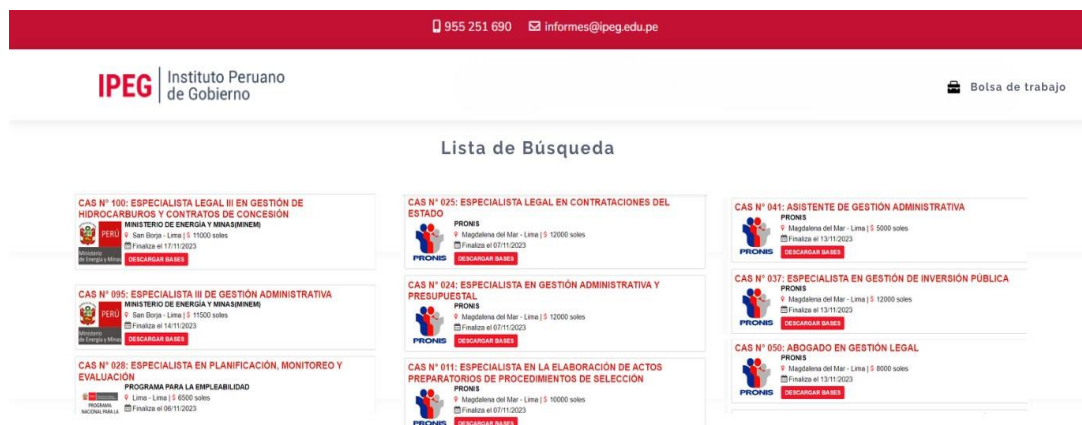 955 251 690 informes@ipeg.edu.pe
IPEG Instituto Peruano
de Gobierno
Bolsa de trabajo
Lista de Búsqueda
CAS N° 100: ESPECIALISTA LEGAL III EN GESTIÓN DE
HIDROCARBUROS Y CONTRATOS DE CONCESIÓN
MINISTERIO DE ENERGÍA Y MINAS(MINEM)
PERÚ
San Borja - Lima | $ 11000 soles
Finaliza el 17/11/2023
Ministerio
de Energía y Minas
DESCARGAR BASES
CAS N° 095: ESPECIALISTA III DE GESTIÓN ADMINISTRATIVA
MINISTERIO DE ENERGÍA Y MINAS(MINEM)
PERÚ
San Borja - Lima | $ 11500 soles
Finaliza el 14/11/2023
Ministerio
de Energía y Minas
DESCARGAR BASES
CAS N° 028: ESPECIALISTA EN PLANIFICACIÓN, MONITOREO Y
EVALUACIÓN
PROGRAMA PARA LA EMPLEABILIDAD
Lima - Lima | $ 6500 soles
PROGRAMA
NACIONAL PARA LA
Finaliza el 06/11/2023
CAS N° 025: ESPECIALISTA LEGAL EN CONTRATACIONES DEL
ESTADO
PRONIS
Magdalena del Mar - Lima | $ 12000 soles
Finaliza el 07/11/2023
PRONIS
DESCARGAR BASES
CAS N° 024: ESPECIALISTA EN GESTIÓN ADMINISTRATIVA Y
PRESUPUESTAL
PRONIS
Magdalena del Mar - Lima | $ 12000 soles
Finaliza el 07/11/2023
PRONIS
DESCARGAR BASES
CAS N° 011: ESPECIALISTA EN LA ELABORACIÓN DE ACTOS
PREPARATORIOS DE PROCEDIMIENTOS DE SELECCIÓN
PRONIS
Magdalena del Mar - Lima | $ 10000 soles
Finaliza el 07/11/2023
PRONIS
DESCARGAR BASES
CAS N° 041: ASISTENTE DE GESTIÓN ADMINISTRATIVA
PRONIS
Magdalena del Mar - Lima | $ 5000 soles
Finaliza el 13/11/2023
PRONIS
DESCARGAR BASES
CAS N° 037: ESPECIALISTA EN GESTIÓN DE INVERSIÓN PÚBLICA
PRONIS
Magdalena del Mar - Lima | $ 12000 soles
Finaliza el 13/11/2023
PRONIS
DESCARGAR BASES
CAS N° 050: ABOGADO EN GESTIÓN LEGAL
PRONIS
Magdalena del Mar - Lima | $ 8000 soles
Finaliza el 13/11/2023
PRONIS
DESCARGAR BASES